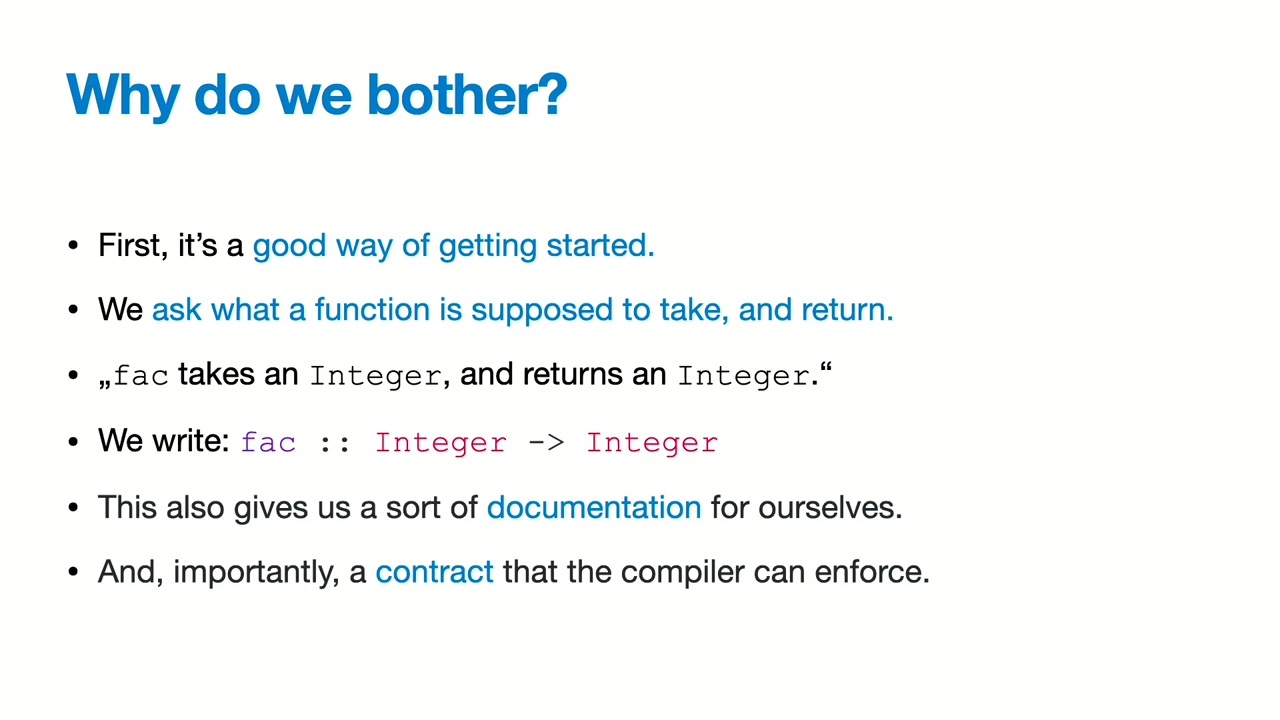 Why do we bother?
• First, it’s a good way of getting started.
• We ask what a function is supposed to take, and return.
• „fac takes an Integer, and returns an Integer.“
• We write: fac :: Integer -> Integer
• This also gives us a sort of documentation for ourselves.
• And, importantly, a contract that the compiler can enforce.